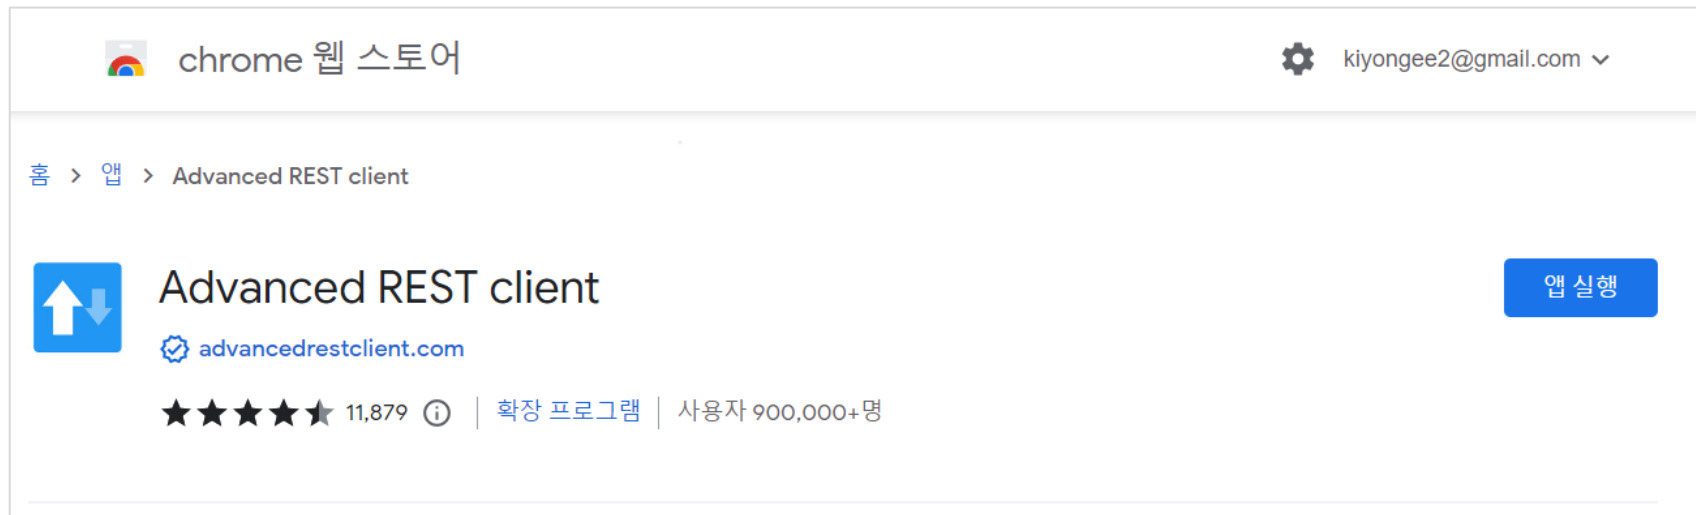 chrome 웹 스토어
kiyongee2@gmail.com
홈 > 앱 > Advanced REST client
Advanced REST client
앱 실행
advancedrestclient.com
11,879 | 확장 프로그램 | 사용자 900,000+명